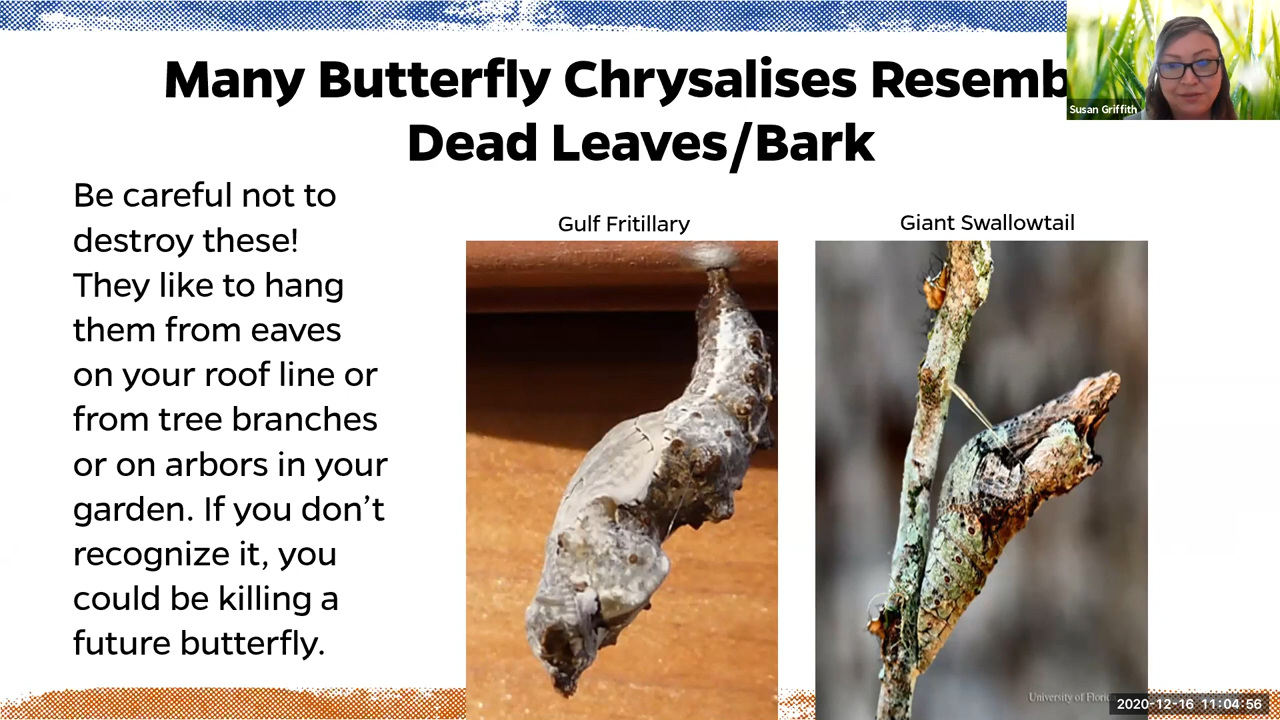 Many Butterfly Chrysalises Resemb
Dead Leaves/Bark
Susan Griffith
Be careful not to
destroy these!
They like to hang
them from eaves
on your roof line or
from tree branches
or on arbors in your
garden. If you don't
recognize it, you
could be killing a
future butterfly.
Gulf Fritillary
Giant Swallowtail
University of Flori
2020-12-16 11:04:56